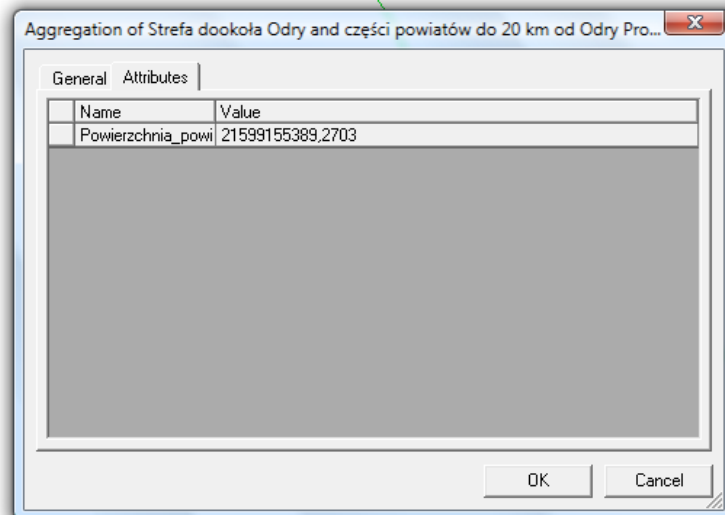 Aggregation of Strefa dookoła Odry and części powiatów do 20 km od Odry Pro...
General Attributes
Name Value
Powierzchnia_powi 21599155389,2703
OK Cancel